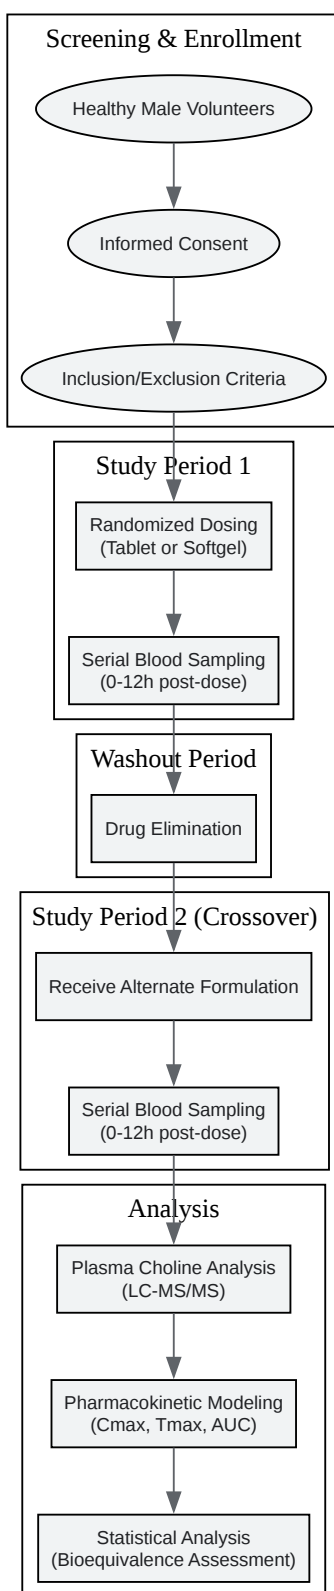 Screening & Enrollment
Healthy Male Volunteers
Informed Consent
Inclusion/Exclusion Criteria
Study Period 1
Randomized Dosing
(Tablet or Softgel)
Serial Blood Sampling
(0-12h post-dose)
Washout Period
Drug Elimination
Study Period 2 (Crossover)
Receive Alternate Formulation
Serial Blood Sampling
(0-12h post-dose)
Analysis
Plasma Choline Analysis
(LC-MS/MS)
Pharmacokinetic Modeling
(Cmax, Tmax, AUC)
Statistical Analysis
(Bioequivalence Assessment)